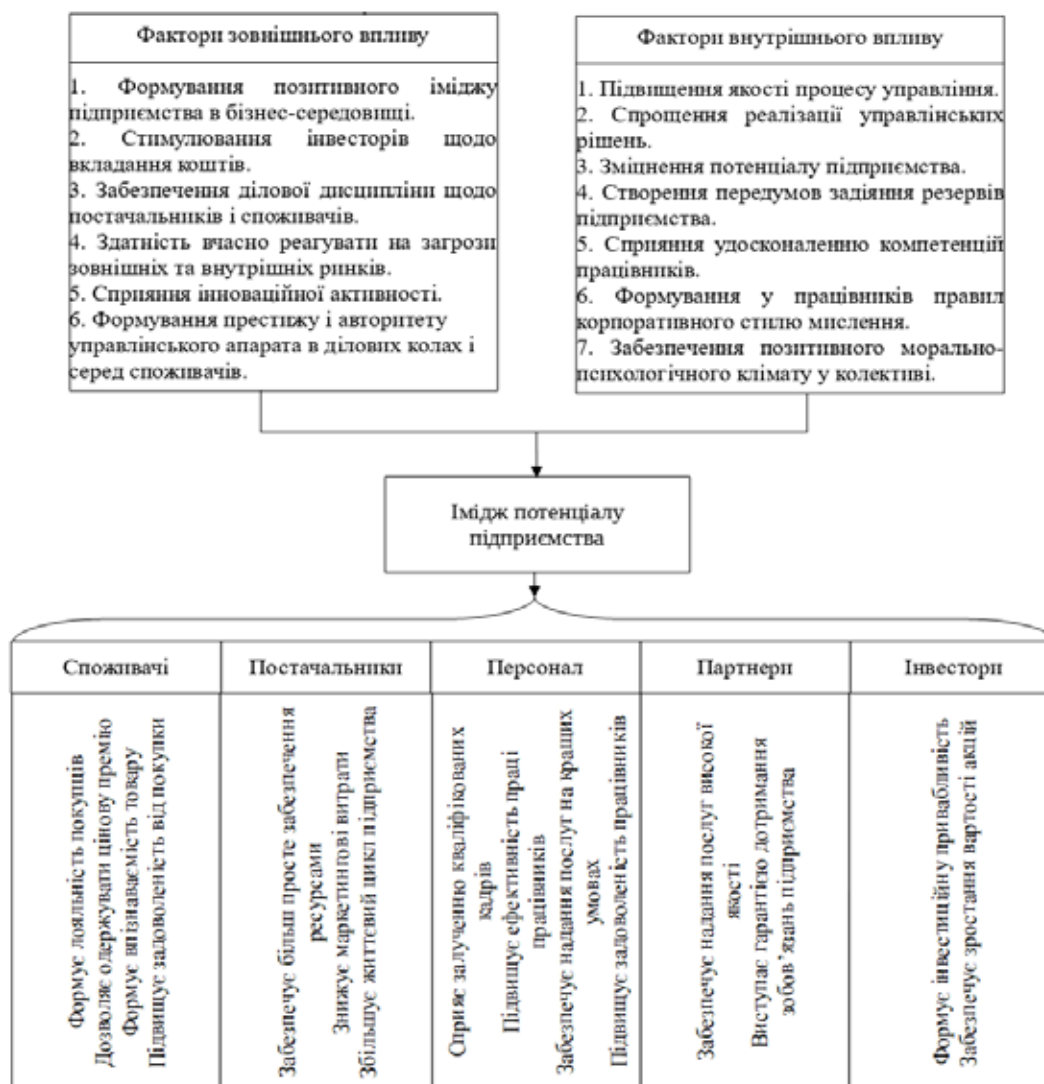 Фактори зовнішнього впливу
1. Формування позитивного іміджу
підприємства в бізнес-середовищі.
2. Стимулювання інвесторів щодо
вкладання коштів.
3. Забезпечення ділової дисципліни щодо
постачальників і споживачів.
4. Здатність вчасно реагувати на загрози
зовнішніх та внутрішніх ринків.
5. Сприяння інноваційної активності.
6. Формування престижу і авторитету
управлінського апарата в ділових колах і
серед споживачів.
Фактори внутрішнього впливу
1. Підвищення якості процесу управління.
2. Спрощення реалізації управлінських
рішень.
3. Зміцнення потенціалу підприємства.
4. Створення передумов задіяння резервів
підприємства.
5. Сприяння удосконаленню компетенцій
працівників.
6. Формування у працівників правил
корпоративного стилю мислення.
7. Забезпечення позитивного морально-
психологічного клімату у колективі.
Імідж потенціалу
підприємства
Споживачі
Формує лояльність покупців
Дозволяє одержувати цінову премію
Формує впізнаваємість товару
Підвищує задоволеність від покупки
Постачальники
Забезпечує більш просте забезпечення
ресурсами
Знижує маркетингові витрати
Збільшує життєвий цикл підприємства
Персонал
Сприяє залученню кваліфікованих
кадрів
Підвищує ефективність праці
працівників
Забезпечує надання послуг на кращих
умовах
Підвищує задоволеність працівників
Партнери
Забезпечує надання послуг високої
якості
Виступає гарантією дотримання
зобов’язань підприємства
Інвестори
Формує інвестиційну привабливість
Забезпечує зростання вартості акцій